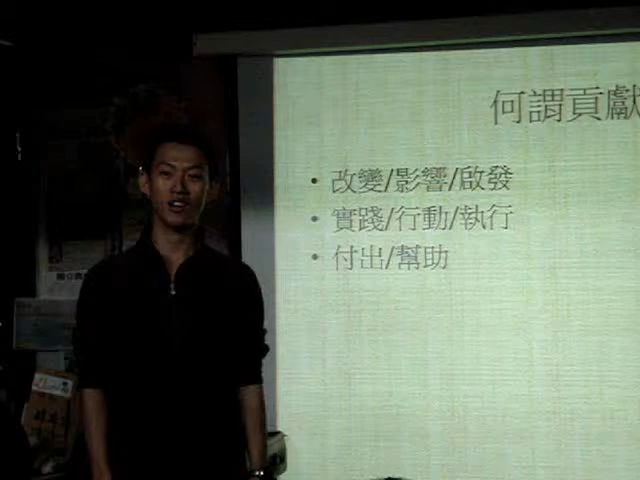 何謂貢獻
• 改變/影響/啟發
• 實踐/行動/執行
• 付出/幫助